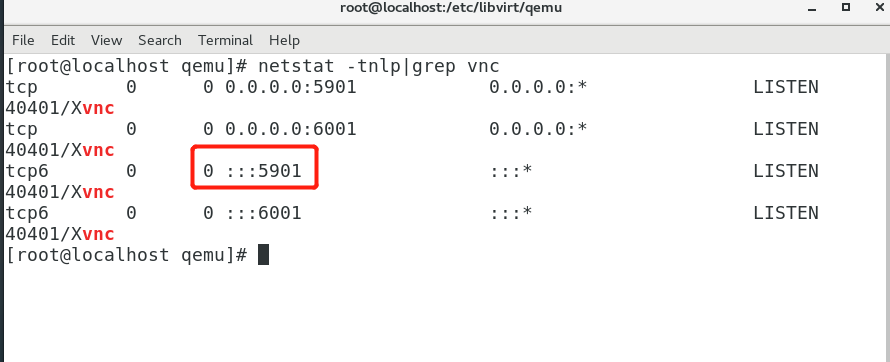 root@localhost:/etc/libvirt/qemu
File Edit View Search Terminal Help
[root@localhost qemu]# netstat -tnlp|grep vnc
tcp        0      0 0.0.0.0:5901            0.0.0.0:*               LISTEN
40401/Xvnc
tcp        0      0 0.0.0.0:6001            0.0.0.0:*               LISTEN
40401/Xvnc
tcp6       0      0 :::5901                 :::*                    LISTEN
40401/Xvnc
tcp6       0      0 :::6001                 :::*                    LISTEN
40401/Xvnc
[root@localhost qemu]#